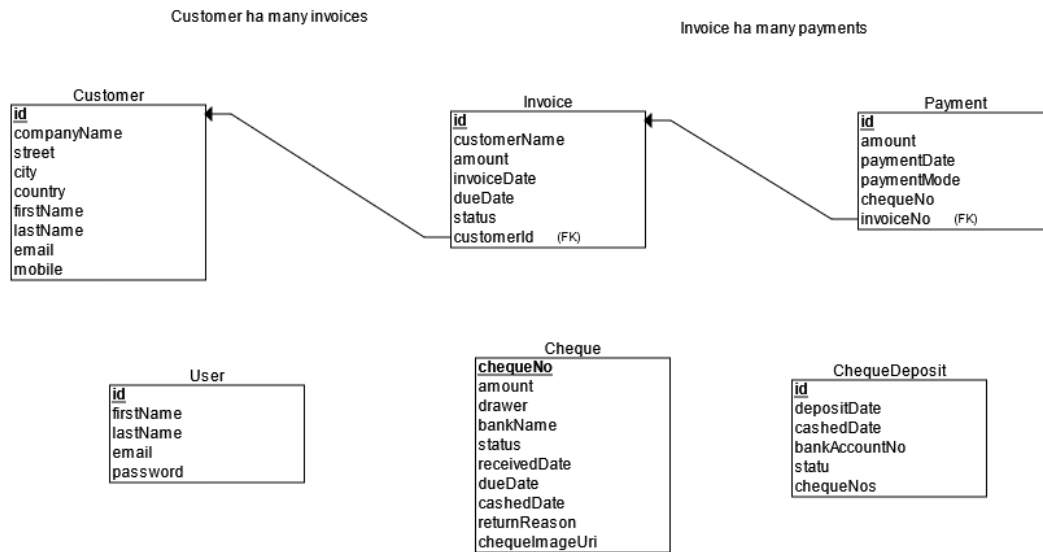 Customer ha many invoices
Invoice ha many payments
Customer
id
companyName
street
city
country
firstName
lastName
email
mobile
Invoice
id
customerName
amount
invoiceDate
dueDate
status
customerId (FK)
Payment
id
amount
paymentDate
paymentMode
chequeNo
invoiceNo (FK)
User
id
firstName
lastName
email
password
Cheque
chequeNo
amount
drawer
bankName
status
receivedDate
dueDate
cashedDate
returnReason
chequeImageUri
ChequeDeposit
id
depositDate
cashedDate
bankAccountNo
statu
chequeNos